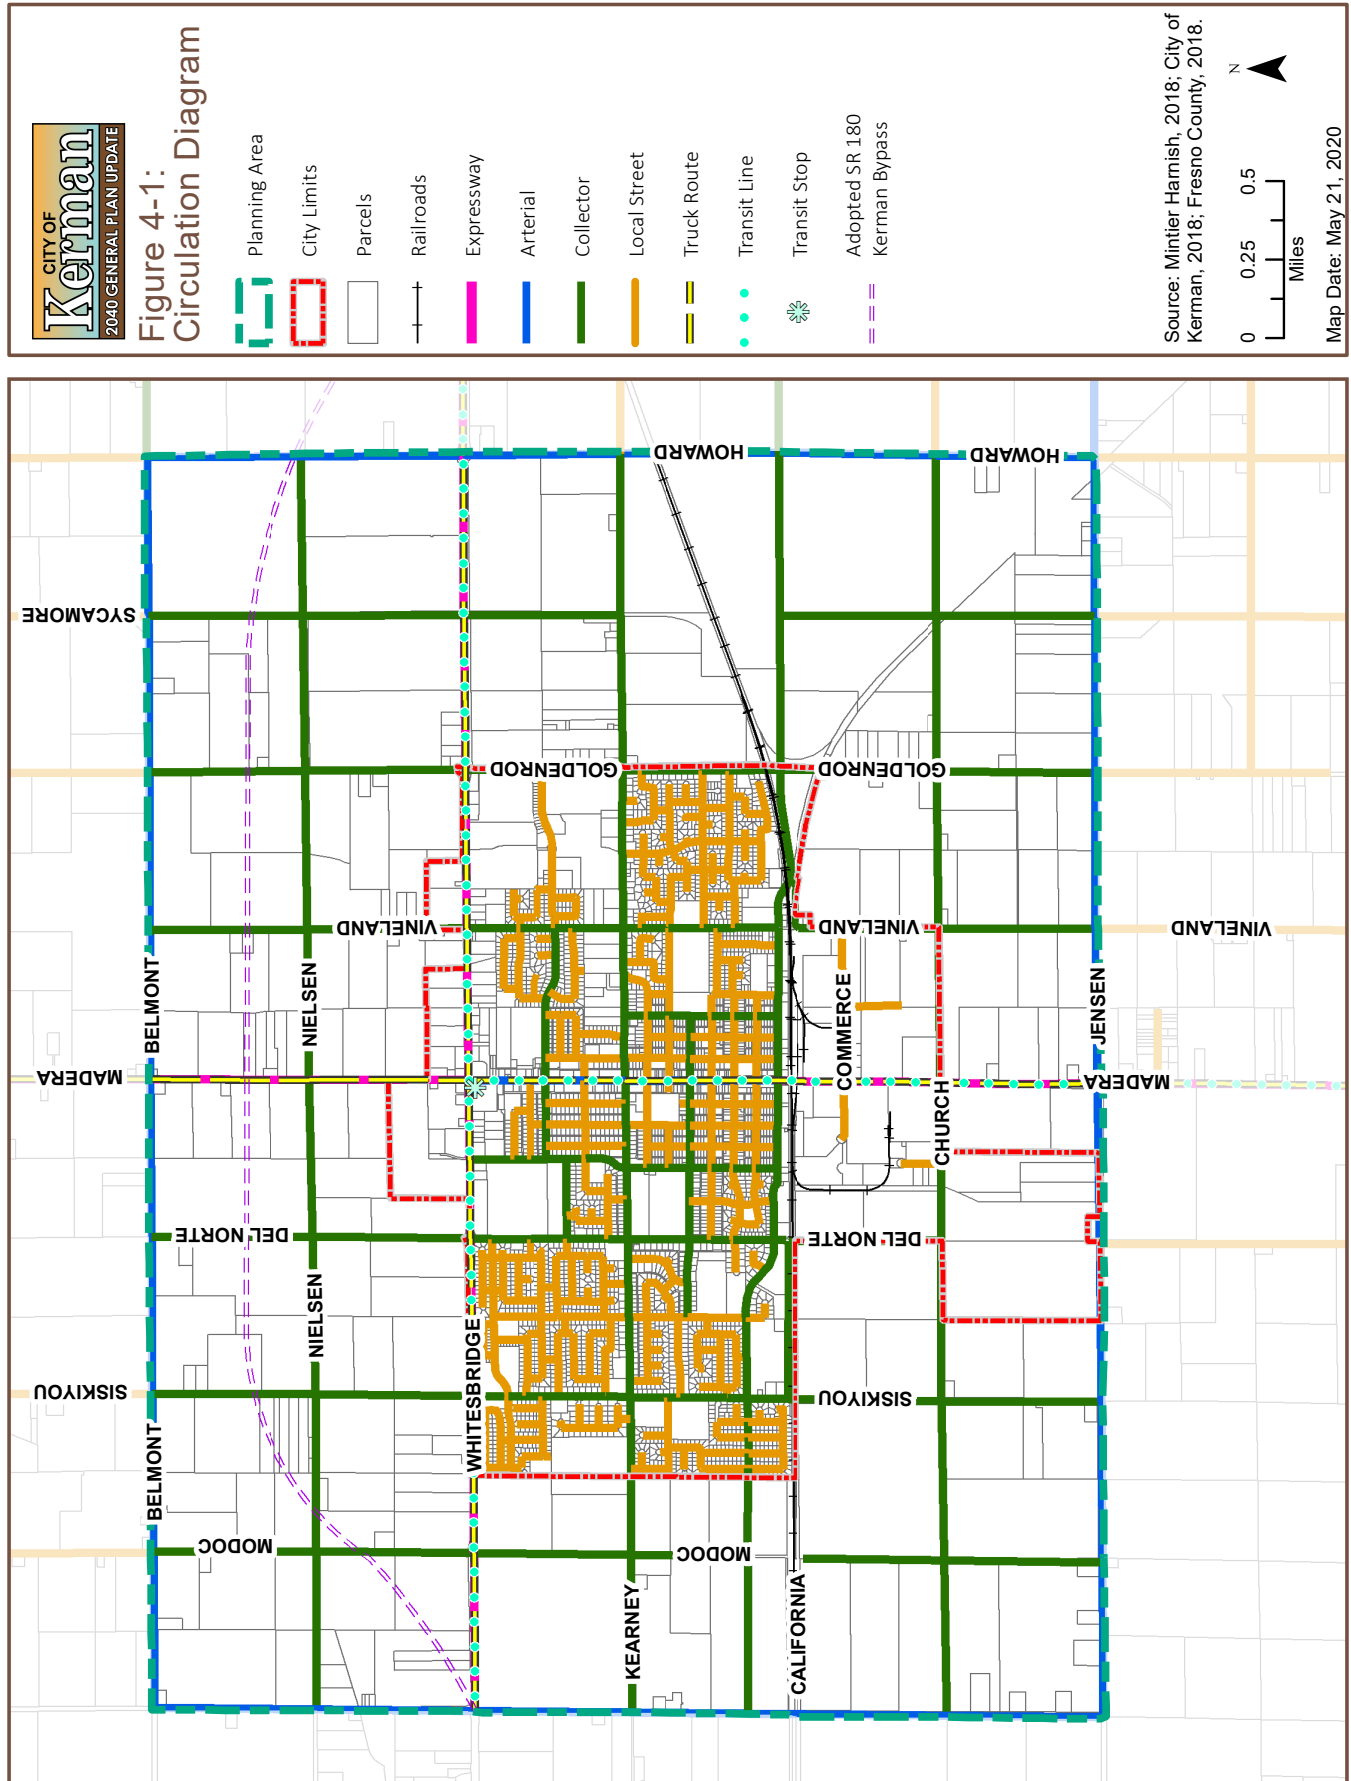 CITY OF
Kerman
2040 GENERAL PLAN UPDATE
Figure 4-1:
Circulation Diagram
Planning Area
City Limits
Parcels
Railroads
Expressway
Arterial
Collector
Local Street
Truck Route
Transit Line
Transit Stop
Adopted SR 180
Kerman Bypass
Source: Mintier Harnish, 2018; City of
Kerman, 2018; Fresno County, 2018.
N
0 0.25 0.5
Miles
Map Date: May 21, 2020
HOWARD
HOWARD
SYCAMORE
GOLDENROD
GOLDENROD
VINELAND
VINELAND
VINELAND
BELMONT
NIELSEN
COMMERCE
JENSEN
MADERA
MADERA
CHURCH
DEL NORTE
DEL NORTE
NIELSEN
WHITESBRIDGE
SISKIYOU
SISKIYOU
BELMONT
MODOC
MODOC
KEARNEY
CALIFORNIA